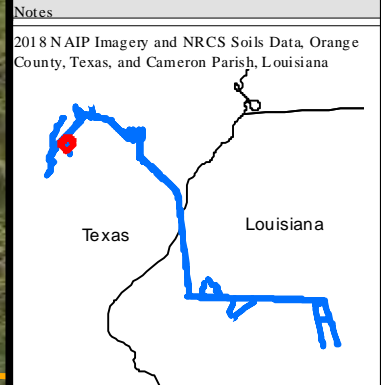 Notes
2018 NAIP Imagery and NRCS Soils Data, Orange
County, Texas, and Cameron Parish, Louisiana
Louisiana
Texas